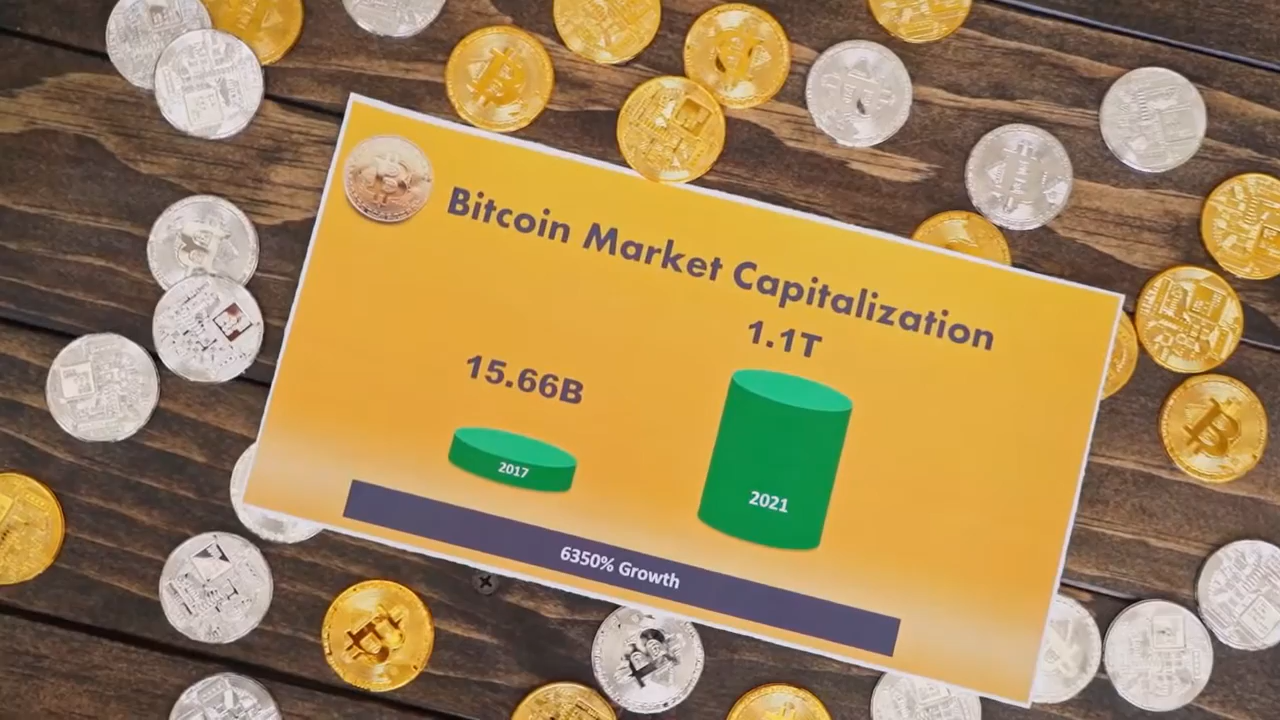 Bitcoin Market Capitalization
15.66B
1.1T
2017
2021
6350% Growth